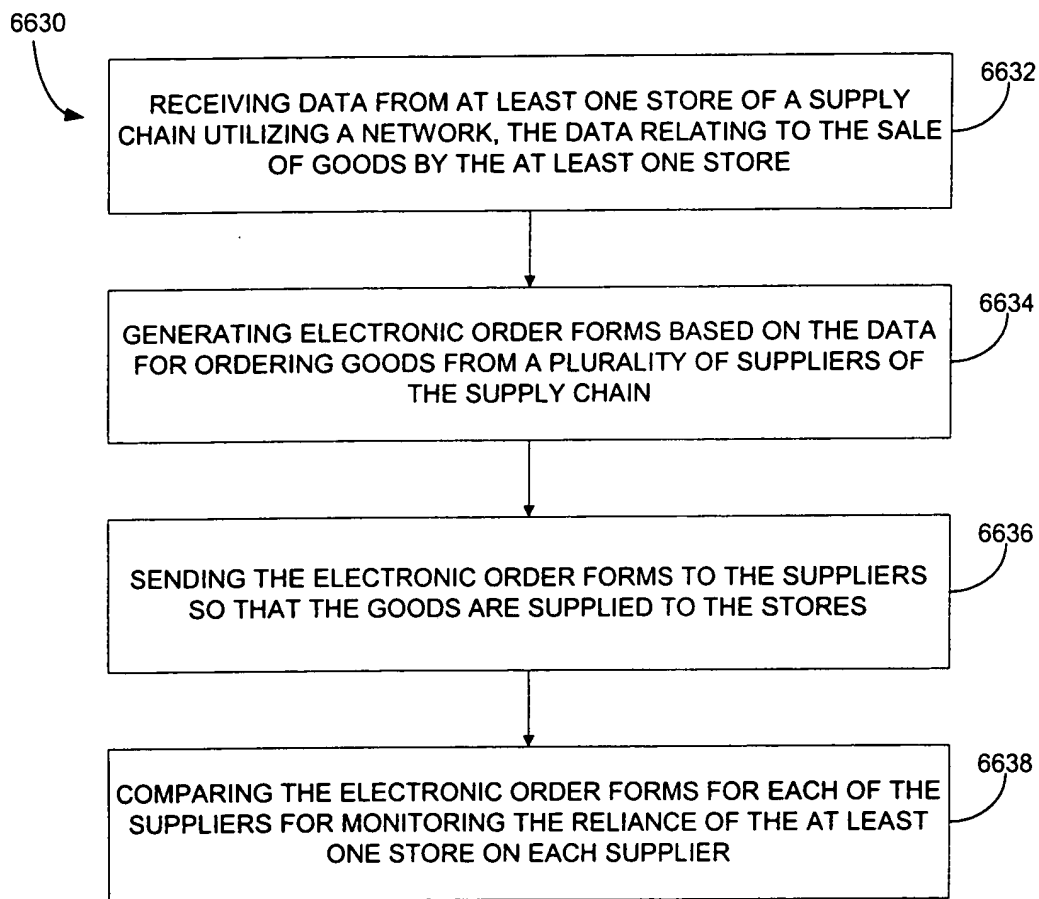 6630
6632
RECEIVING DATA FROM AT LEAST ONE STORE OF A SUPPLY
CHAIN UTILIZING A NETWORK, THE DATA RELATING TO THE SALE
OF GOODS BY THE AT LEAST ONE STORE
6634
GENERATING ELECTRONIC ORDER FORMS BASED ON THE DATA
FOR ORDERING GOODS FROM A PLURALITY OF SUPPLIERS OF
THE SUPPLY CHAIN
6636
SENDING THE ELECTRONIC ORDER FORMS TO THE SUPPLIERS
SO THAT THE GOODS ARE SUPPLIED TO THE STORES
6638
COMPARING THE ELECTRONIC ORDER FORMS FOR EACH OF THE
SUPPLIERS FOR MONITORING THE RELIANCE OF THE AT LEAST
ONE STORE ON EACH SUPPLIER